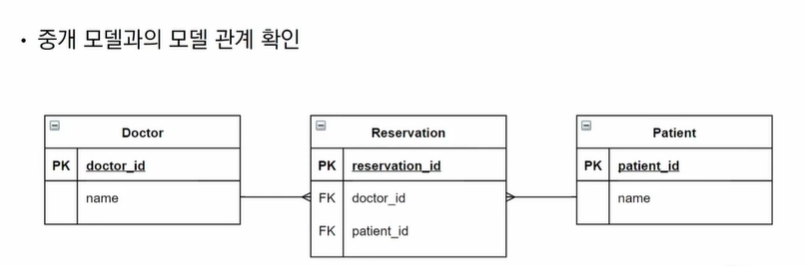 • 중개 모델과의 모델 관계 확인
Doctor
PK doctor_id
name
Reservation
PK reservation_id
FK doctor_id
FK patient_id
Patient
PK patient_id
name